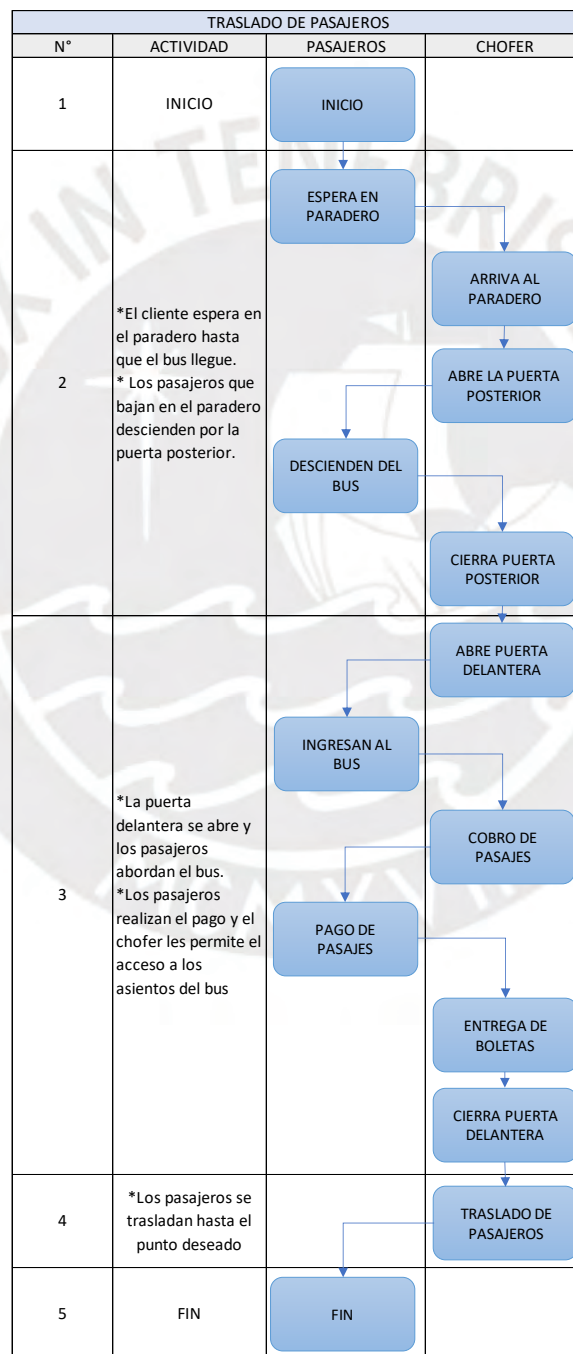 TRASLADO DE PASAJEROS
N°
ACTIVIDAD
PASAJEROS
CHOFER
1
INICIO
INICIO
2
*El cliente espera en
el paradero hasta
que el bus llegue.
* Los pasajeros que
bajan en el paradero
descienden por la
puerta posterior.
ESPERA EN
PARADERO
ARRIVA AL
PARADERO
ABRE LA PUERTA
POSTERIOR
DESCIENDEN DEL
BUS
CIERRA PUERTA
POSTERIOR
3
*La puerta
delantera se abre y
los pasajeros
abordan el bus.
*Los pasajeros
realizan el pago y el
chofer les permite el
acceso a los
asientos del bus
ABRE PUERTA
DELANTERA
INGRESAN AL
BUS
COBRO DE
PASAJES
PAGO DE
PASAJES
ENTREGA DE
BOLETAS
CIERRA PUERTA
DELANTERA
4
*Los pasajeros se
trasladan hasta el
punto deseado
TRASLADO DE
PASAJEROS
5
FIN
FIN